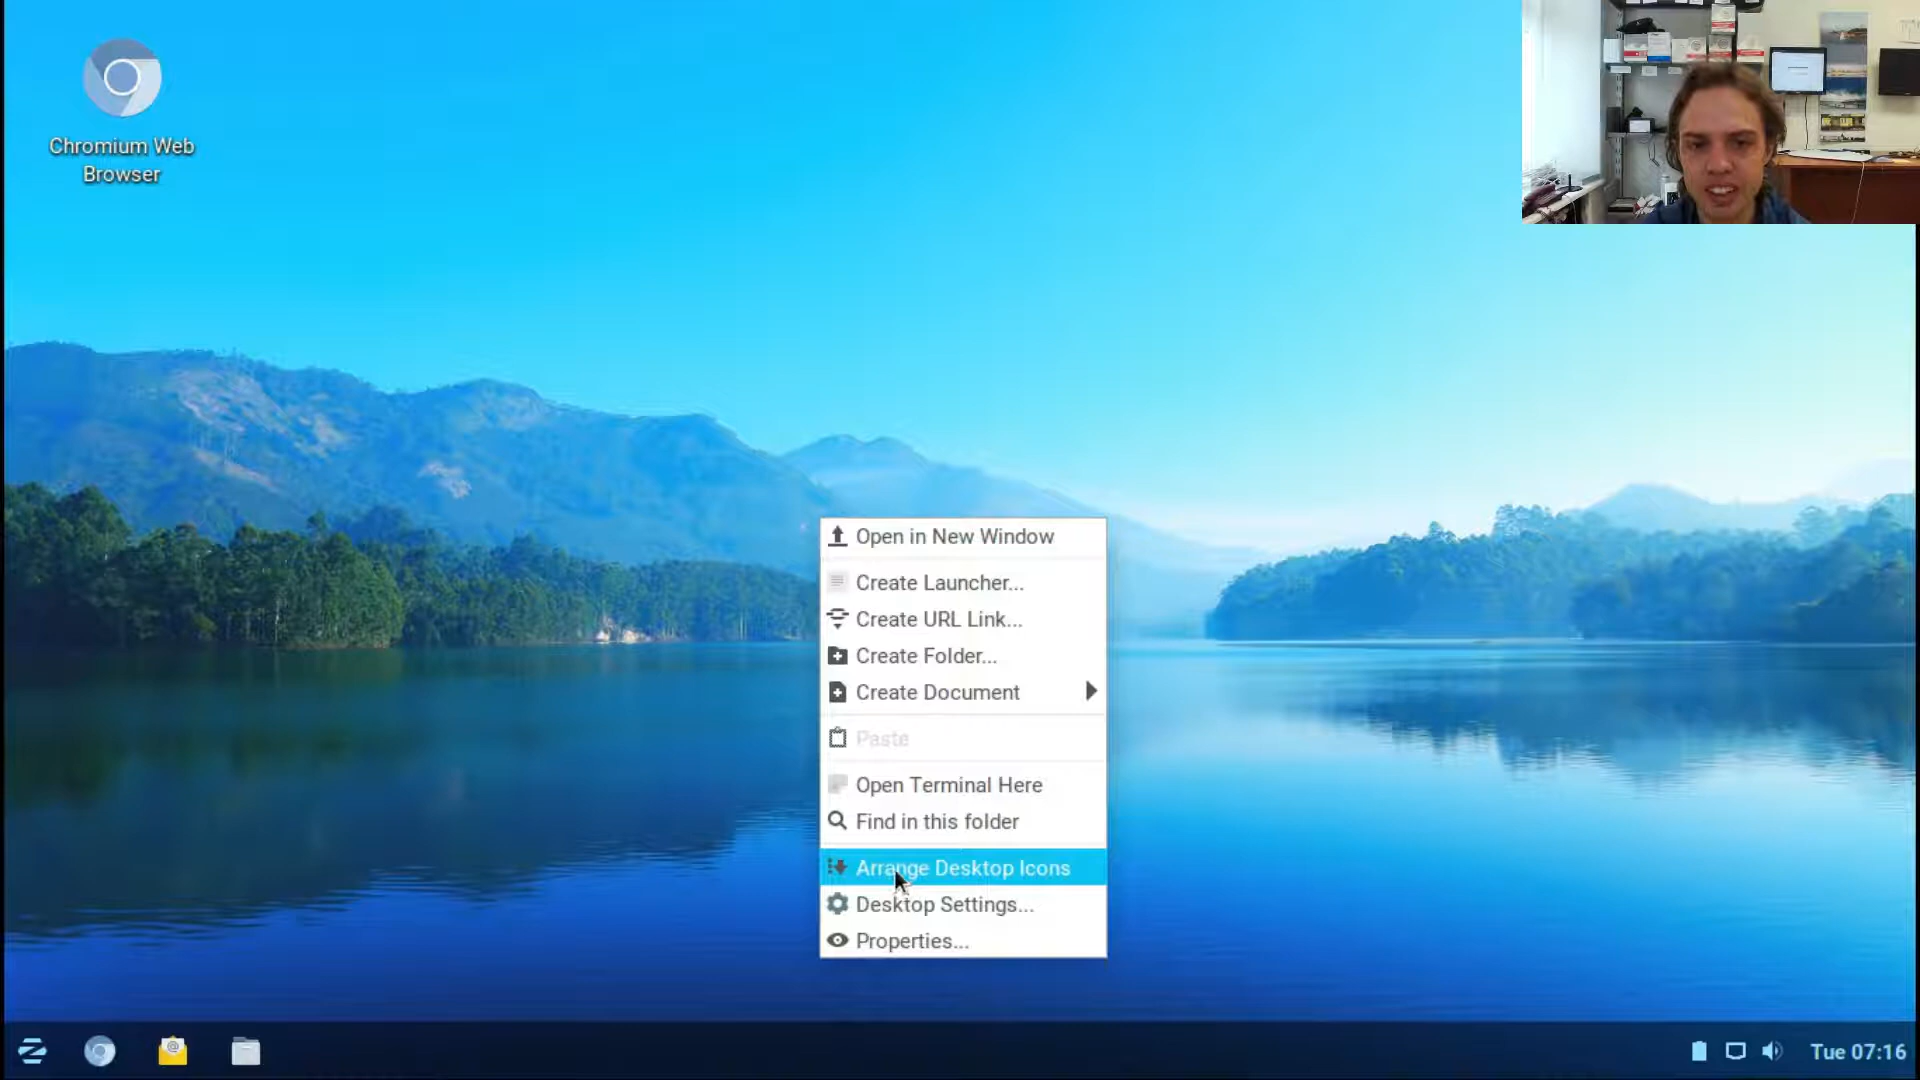 Chromium Web
Browser
Open in New Window
Create Launcher...
Create URL Link...
Create Folder...
Create Document
Paste
Open Terminal Here
Find in this folder
Arrange Desktop Icons
Desktop Settings...
Properties...
Tue 07:16